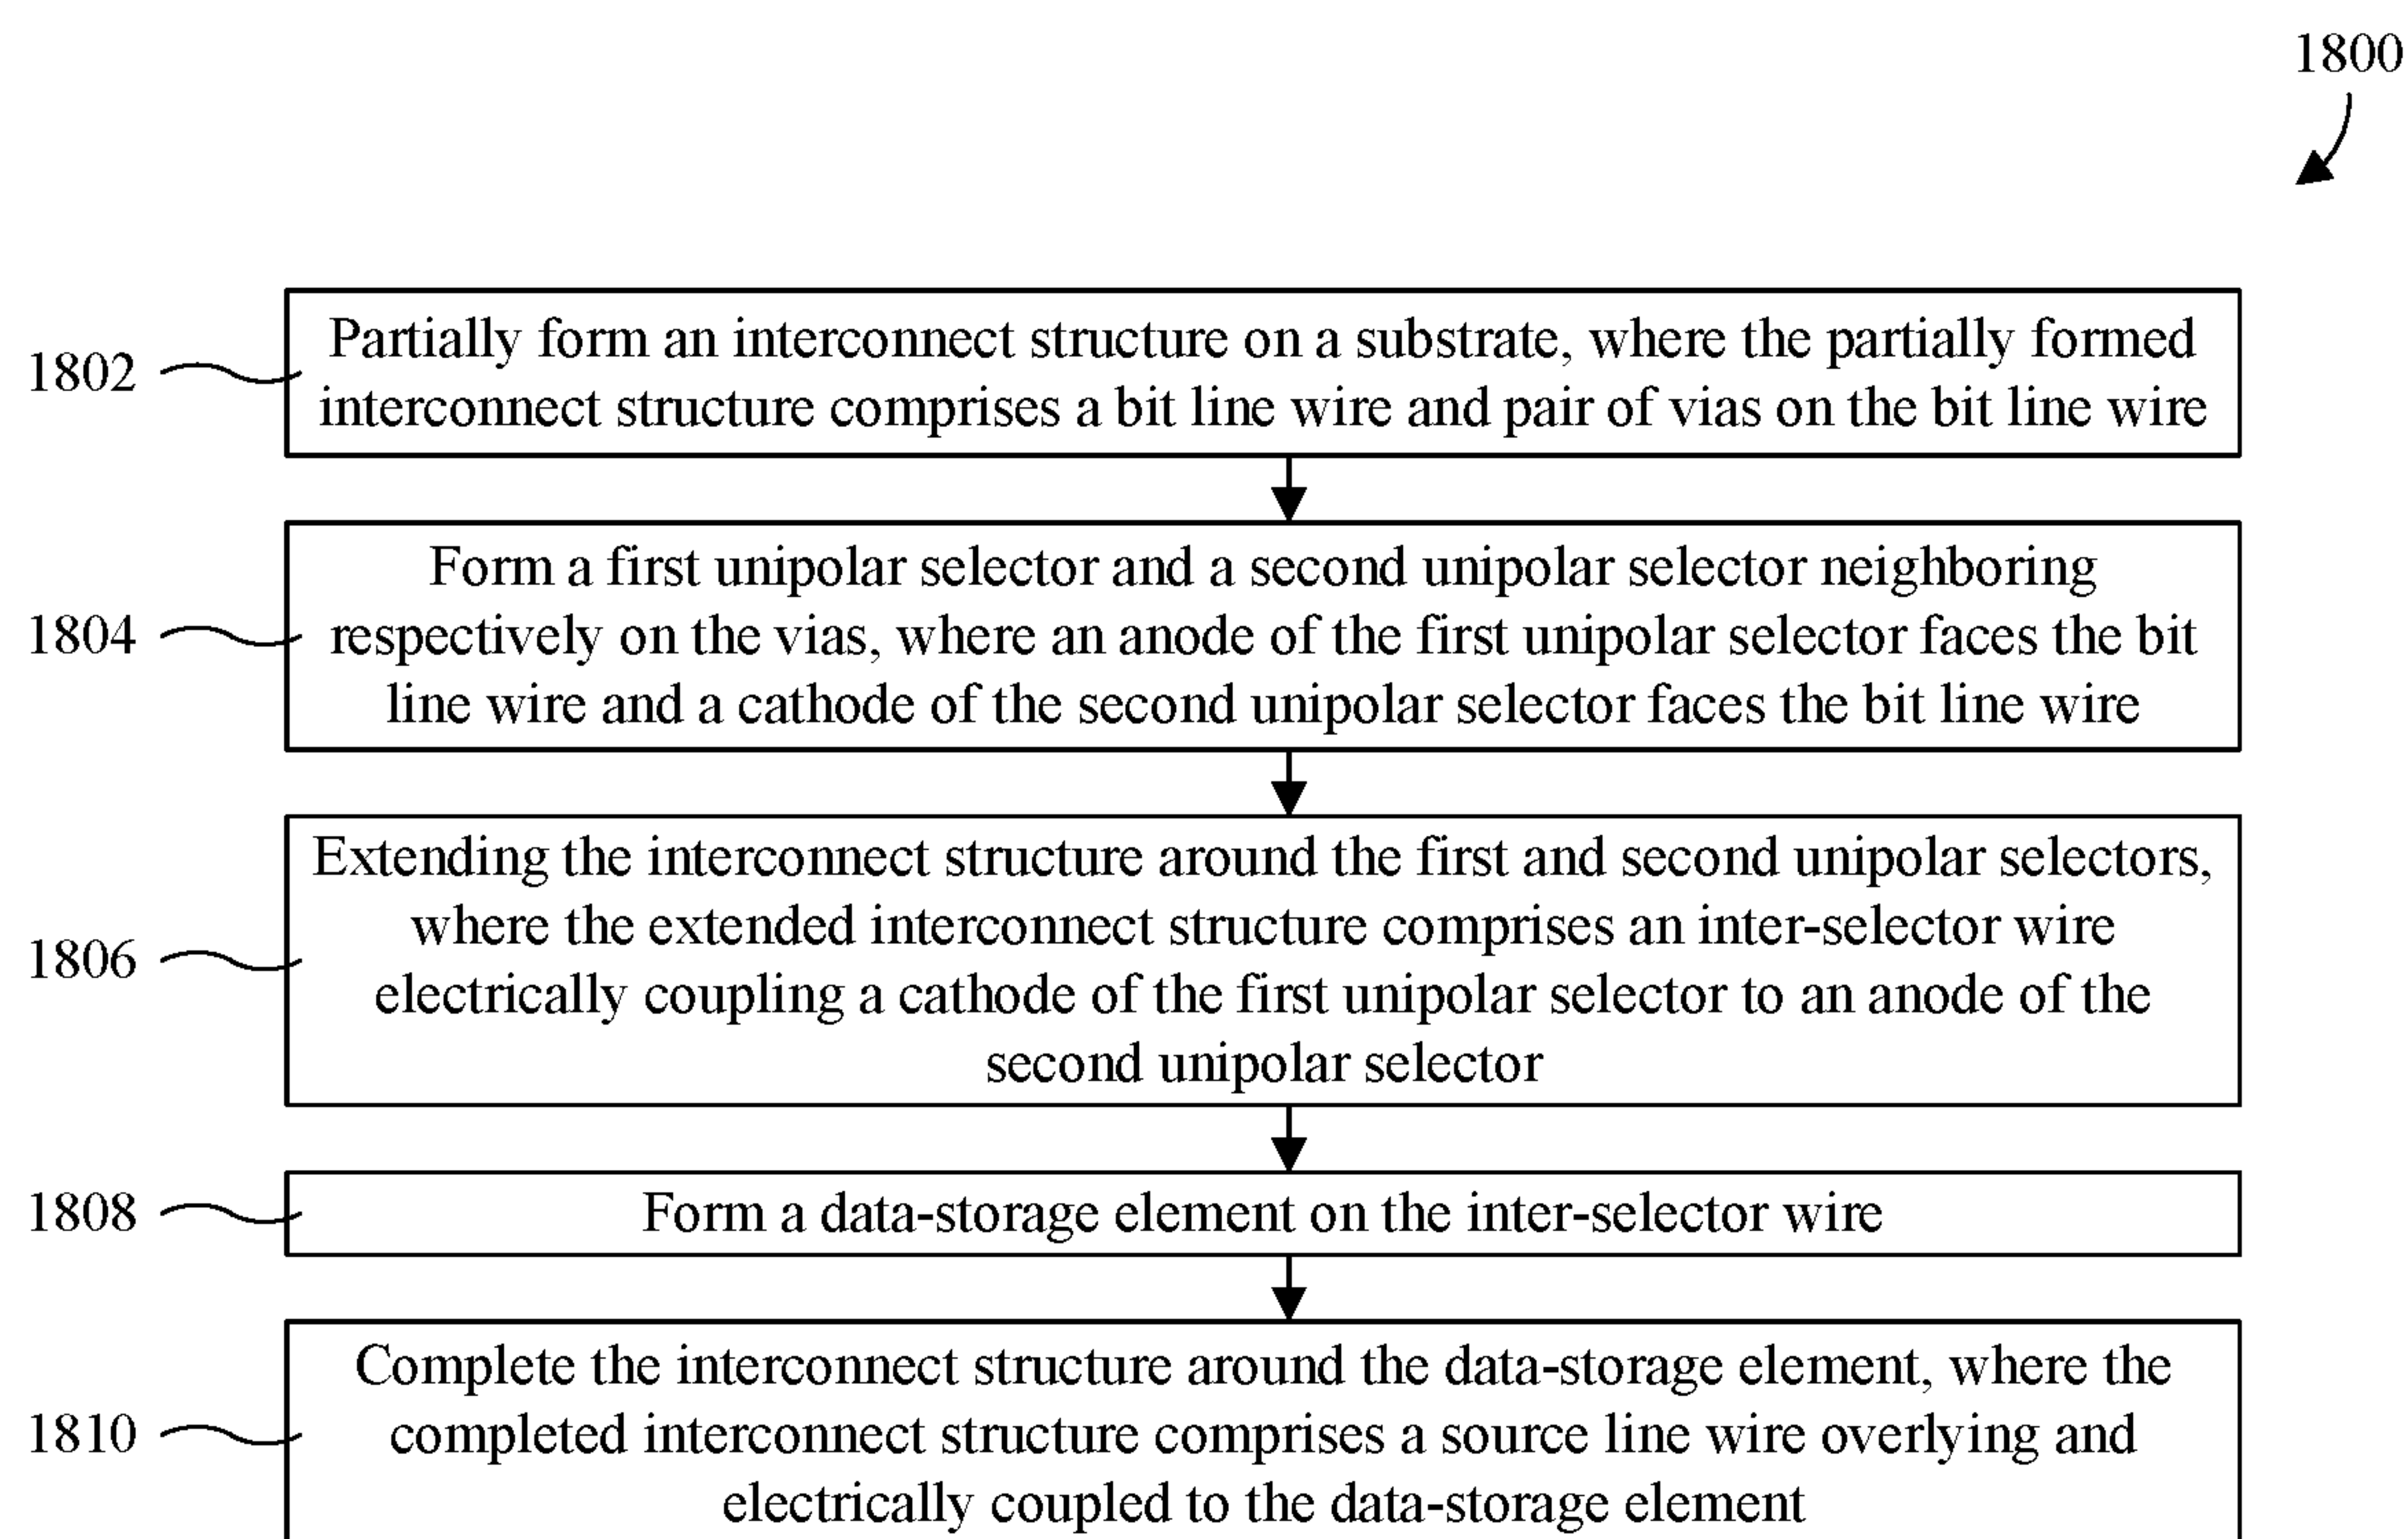 1800
1802
Partially form an interconnect structure on a substrate, where the partially formed
interconnect structure comprises a bit line wire and pair of vias on the bit line wire
1804
Form a first unipolar selector and a second unipolar selector neighboring
respectively on the vias, where an anode of the first unipolar selector faces the bit
line wire and a cathode of the second unipolar selector faces the bit line wire
1806
Extending the interconnect structure around the first and second unipolar selectors,
where the extended interconnect structure comprises an inter-selector wire
electrically coupling a cathode of the first unipolar selector to an anode of the
second unipolar selector
1808
Form a data-storage element on the inter-selector wire
1810
Complete the interconnect structure around the data-storage element, where the
completed interconnect structure comprises a source line wire overlying and
electrically coupled to the data-storage element